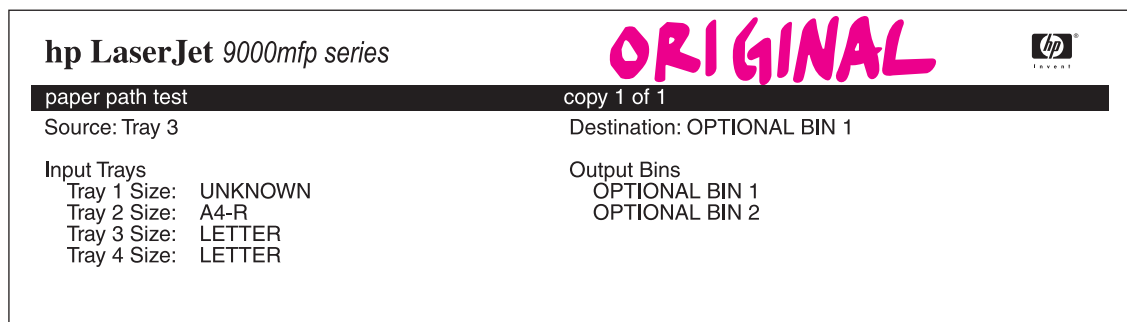 hp LaserJet 9000mfp series
ORIGINAL
hp
invent
paper path test
copy 1 of 1
Source: Tray 3
Destination: OPTIONAL BIN 1
Input Trays
Tray 1 Size: UNKNOWN
Tray 2 Size: A4-R
Tray 3 Size: LETTER
Tray 4 Size: LETTER
Output Bins
OPTIONAL BIN 1
OPTIONAL BIN 2